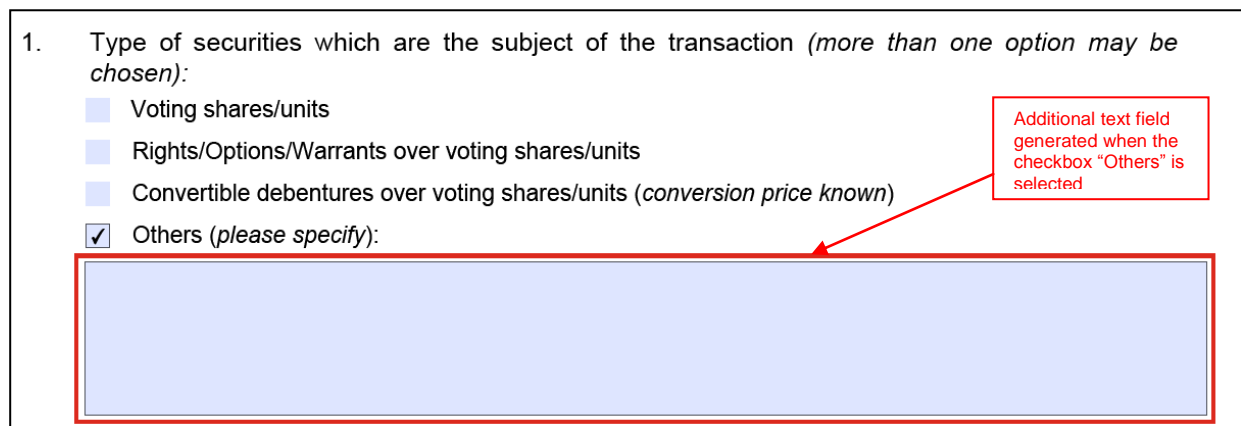 1. Type of securities which are the subject of the transaction (more than one option may be
chosen):
Voting shares/units
Rights/Options/Warrants over voting shares/units
Convertible debentures over voting shares/units (conversion price known)
✓ Others (please specify):
Additional text field
generated when the
checkbox “Others” is
selected